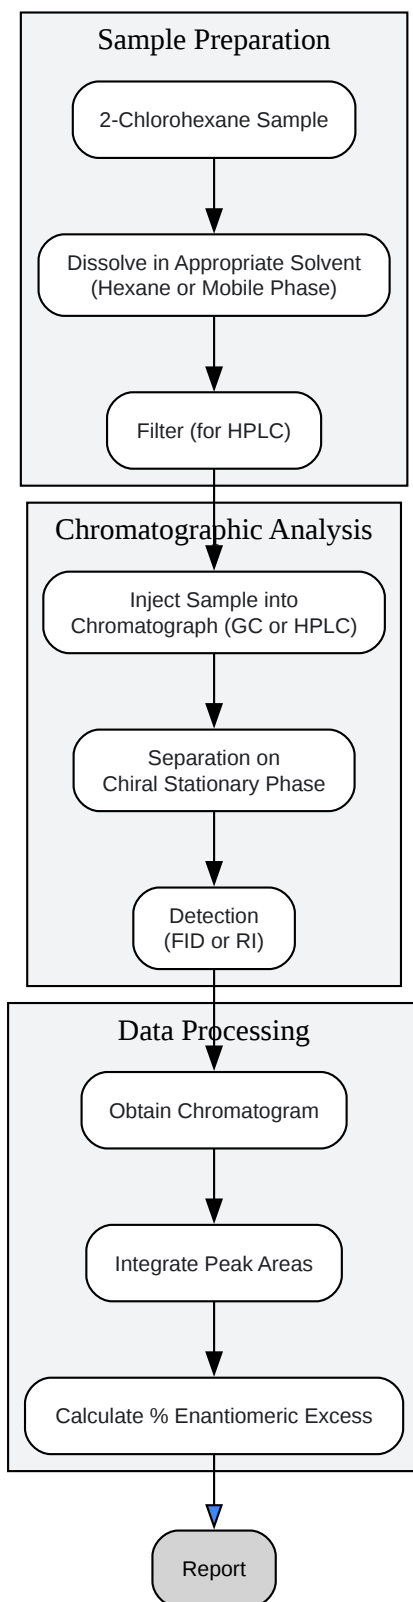 Sample Preparation
2-Chlorohexane Sample
Dissolve in Appropriate Solvent
(Hexane or Mobile Phase)
Filter (for HPLC)
Chromatographic Analysis
Inject Sample into
Chromatograph (GC or HPLC)
Separation on
Chiral Stationary Phase
Detection
(FID or RI)
Data Processing
Obtain Chromatogram
Integrate Peak Areas
Calculate % Enantiomeric Excess
Report